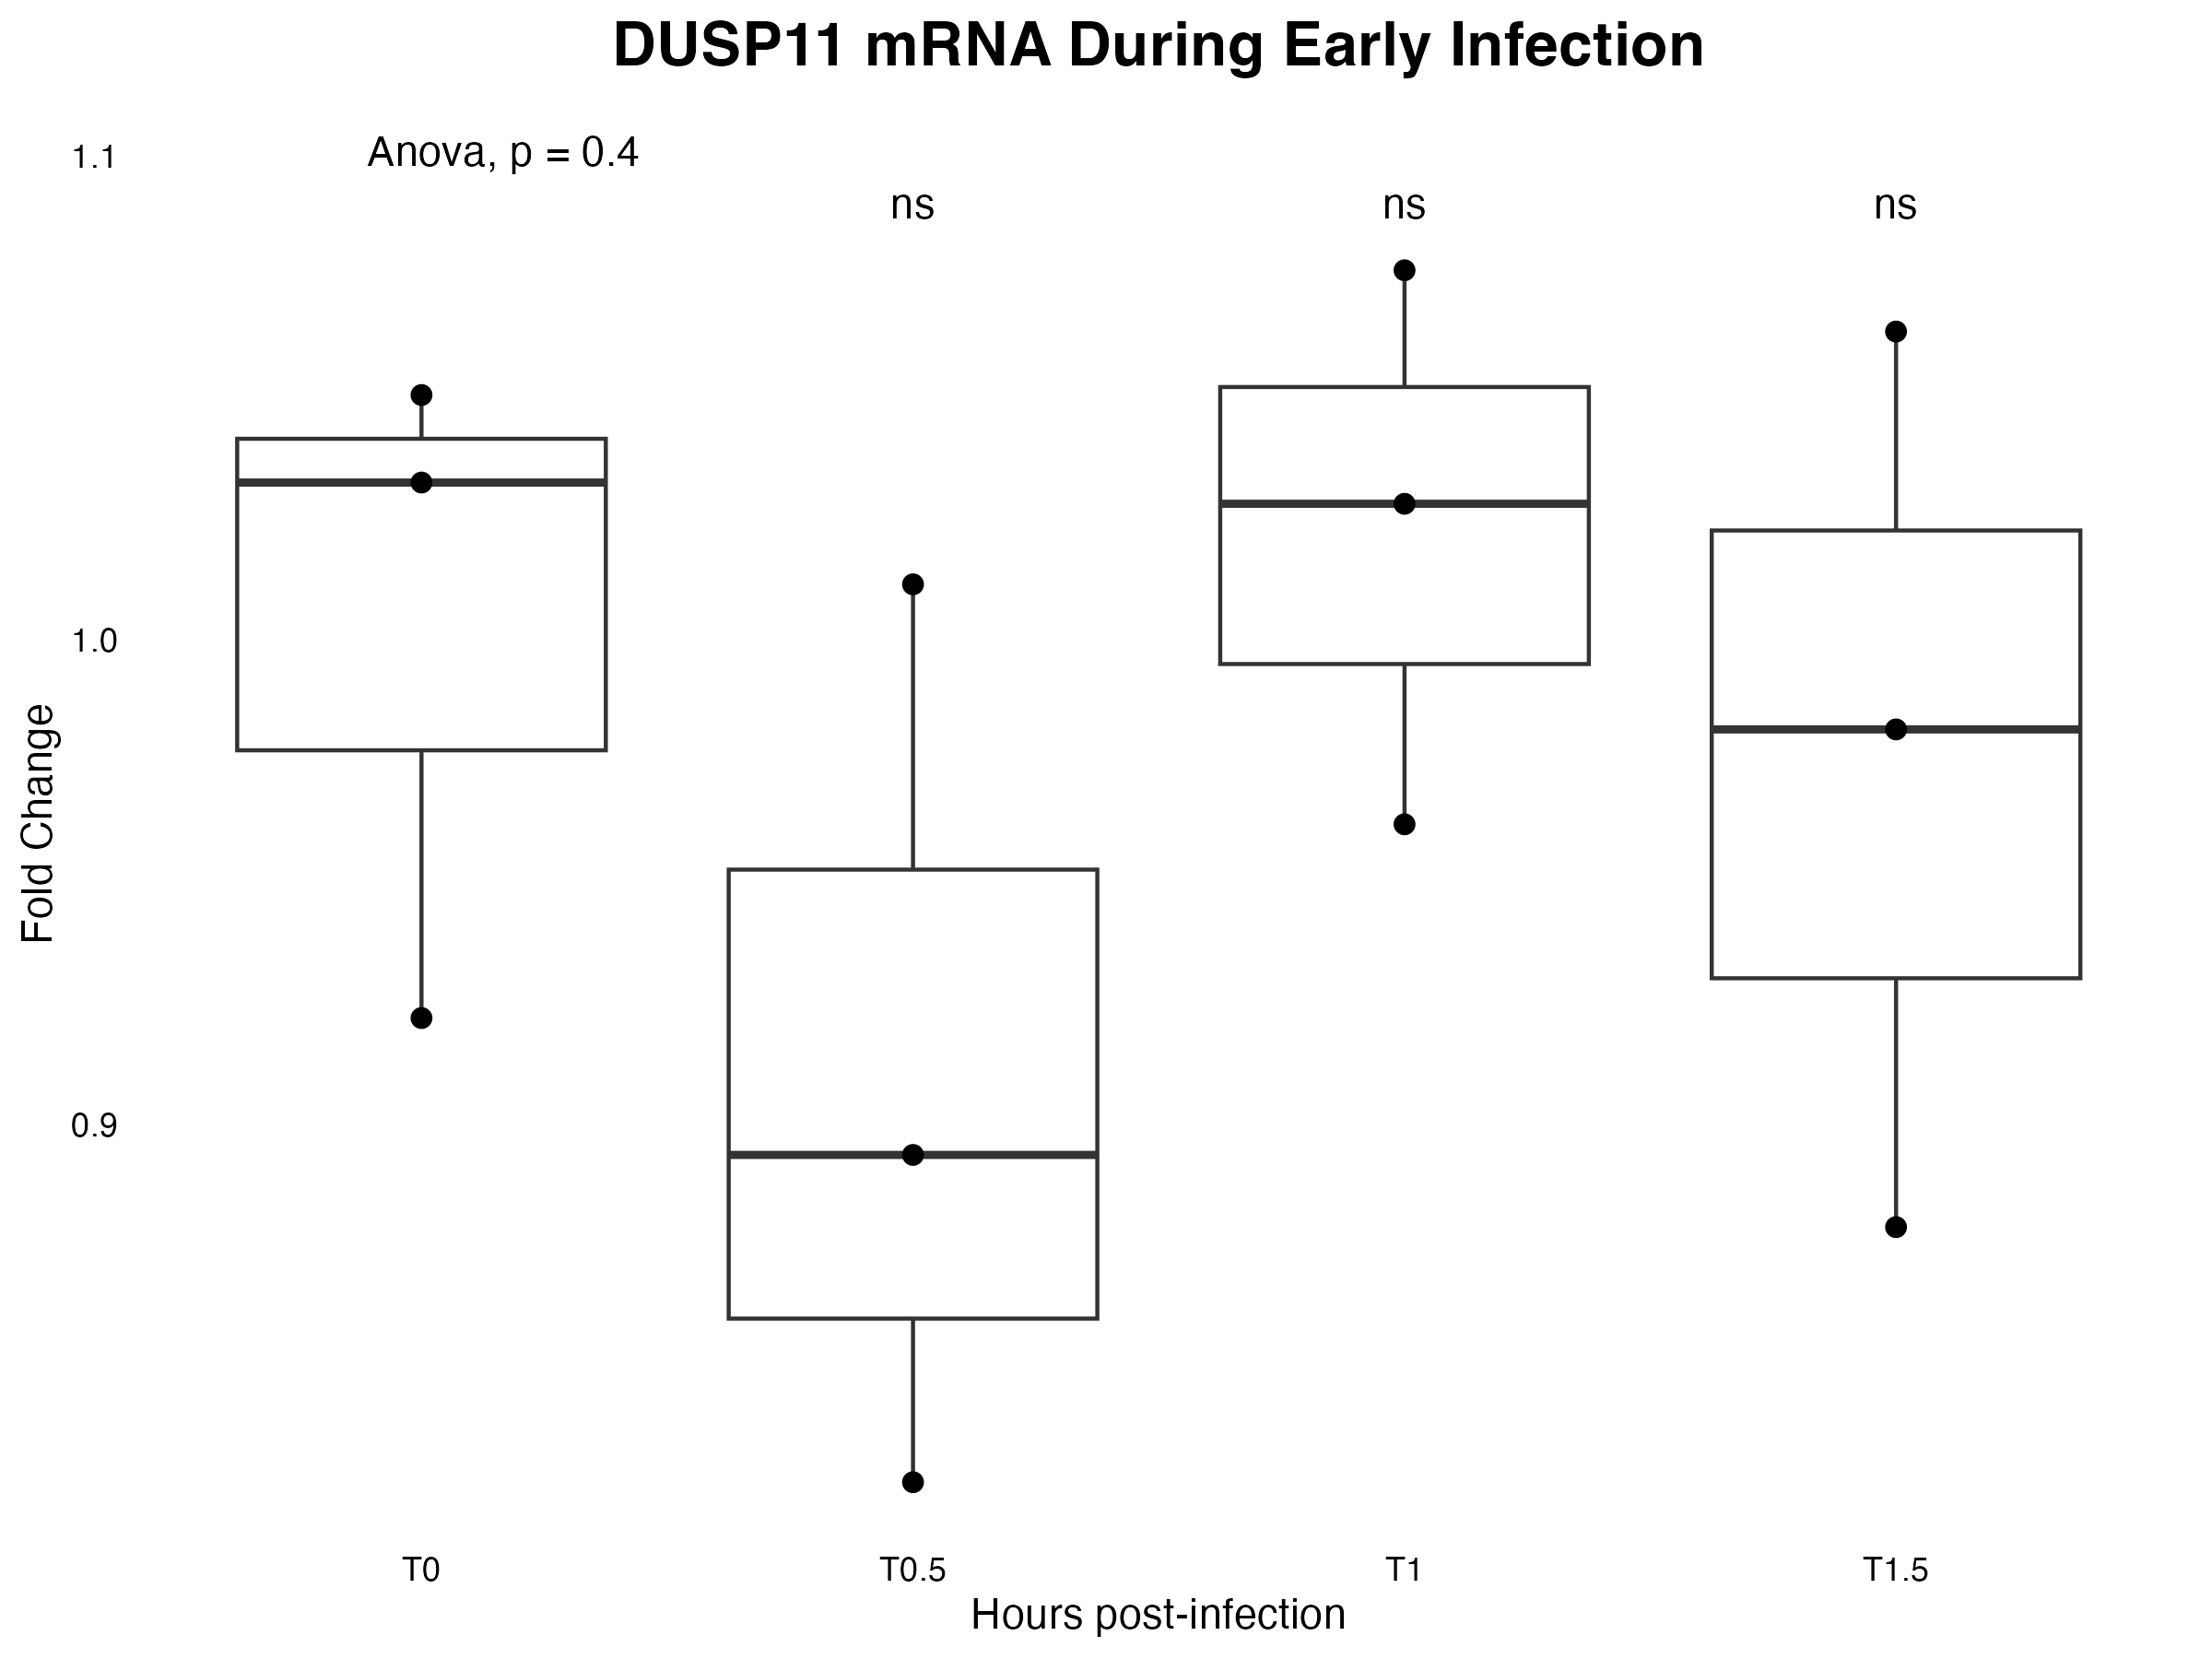 DUSP11 mRNA During Early Infection
Anova, p = 0.4
ns
ns
ns
1.1
1.0
0.9
Fold Change
T0
T0.5
T1
T1.5
Hours post-infection